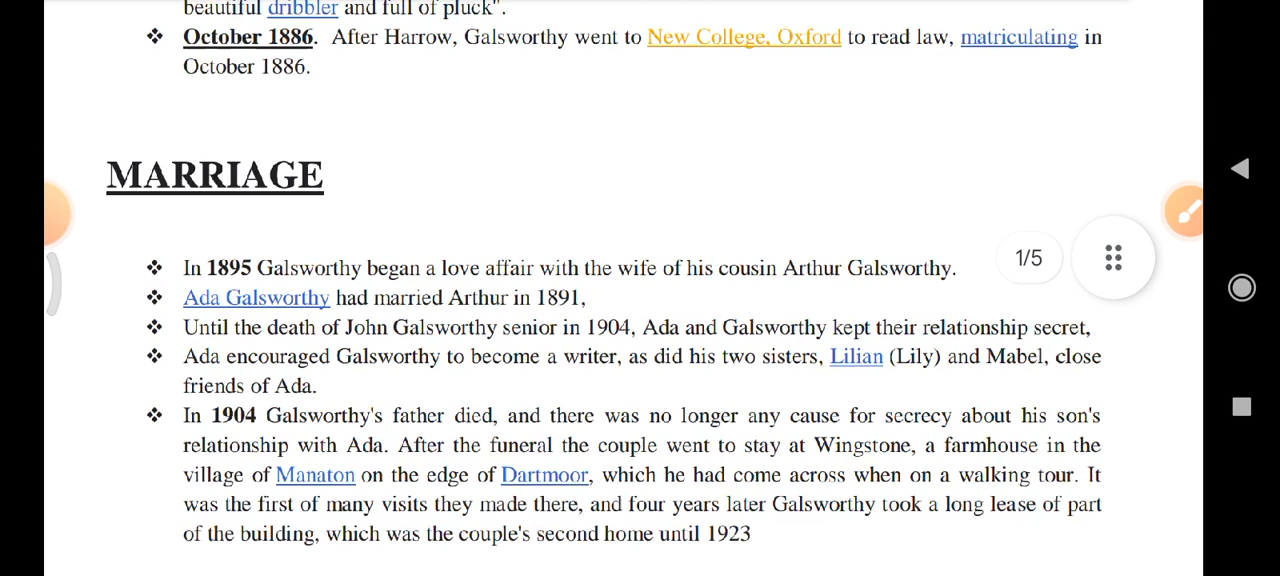 beautiful dribbler and full of pluck".
❖ October 1886. After Harrow, Galsworthy went to New College, Oxford to read law, matriculating in
October 1886.
MARRIAGE
❖ In 1895 Galsworthy began a love affair with the wife of his cousin Arthur Galsworthy.
❖ Ada Galsworthy had married Arthur in 1891,
❖ Until the death of John Galsworthy senior in 1904, Ada and Galsworthy kept their relationship secret,
❖ Ada encouraged Galsworthy to become a writer, as did his two sisters, Lilian (Lily) and Mabel, close
friends of Ada.
❖ In 1904 Galsworthy's father died, and there was no longer any cause for secrecy about his son's
relationship with Ada. After the funeral the couple went to stay at Wingstone, a farmhouse in the
village of Manaton on the edge of Dartmoor, which he had come across when on a walking tour. It
was the first of many visits they made there, and four years later Galsworthy took a long lease of part
of the building, which was the couple's second home until 1923
1/5